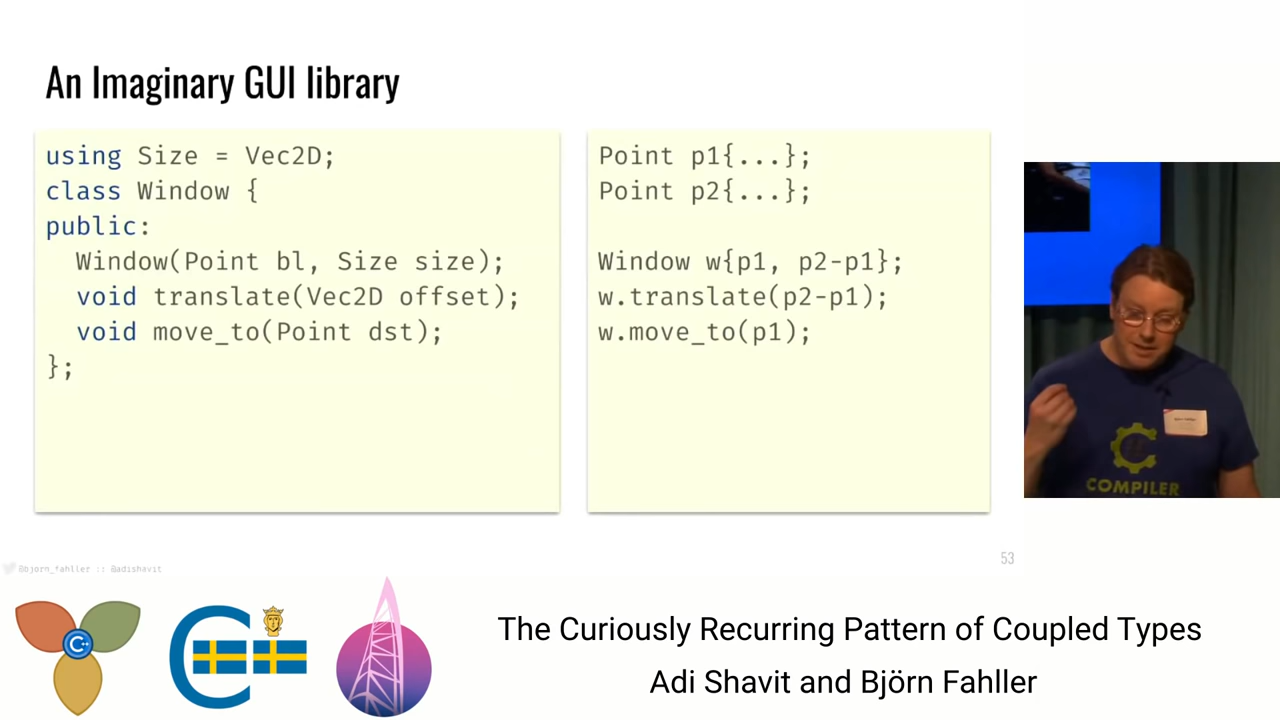 An Imaginary GUI library
using Size = Vec2D;
class Window {
public:
  Window(Point bl, Size size);
  void translate(Vec2D offset);
  void move_to(Point dst);
};
Point p1{...};
Point p2{...};
Window w{p1, p2-p1};
w.translate(p2-p1);
w.move_to(p1);
COMPILER
53
@bjorn_fahller :: @adishavit
C++
The Curiously Recurring Pattern of Coupled Types
Adi Shavit and Björn Fahller